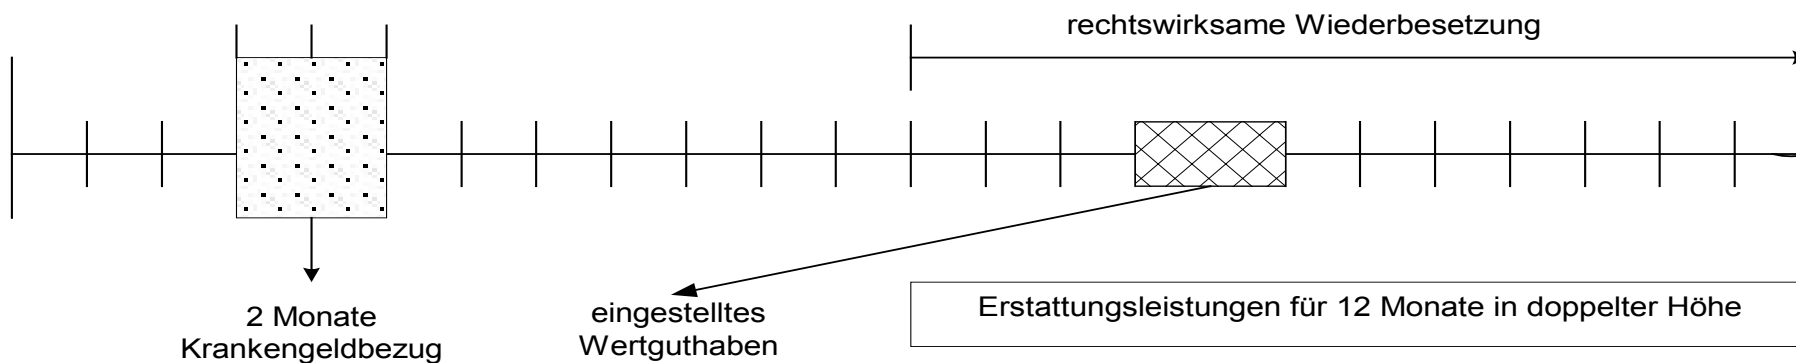 rechtswirksame Wiederbesetzung
2 Monate
Krankengeldbezug
eingestelltes
Wertguthaben
Erstattungsleistungen für 12 Monate in doppelter Höhe